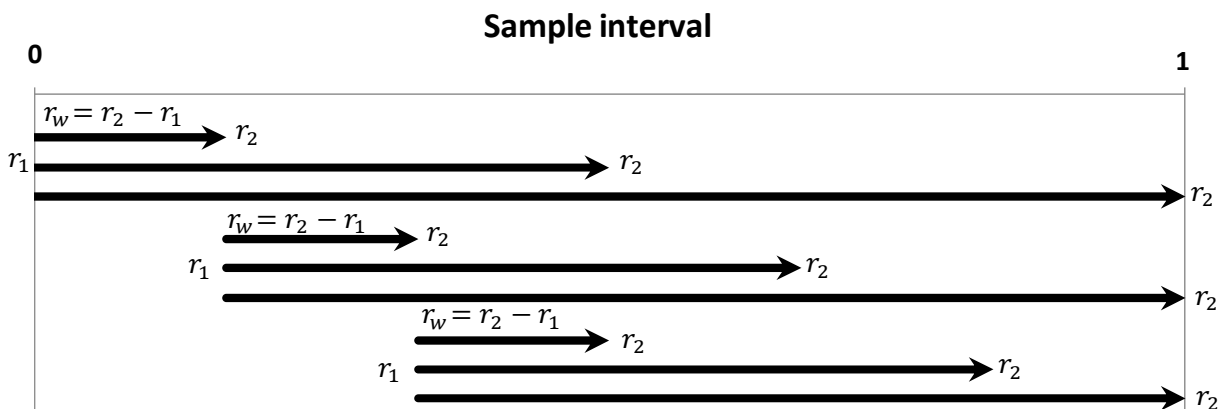 Sample interval
0 1
r_w = r_2 − r_1
r_2
r_1 r_2
r_2
r_w = r_2 − r_1
r_2
r_1 r_2
r_2
r_w = r_2 − r_1
r_2
r_1 r_2
r_2